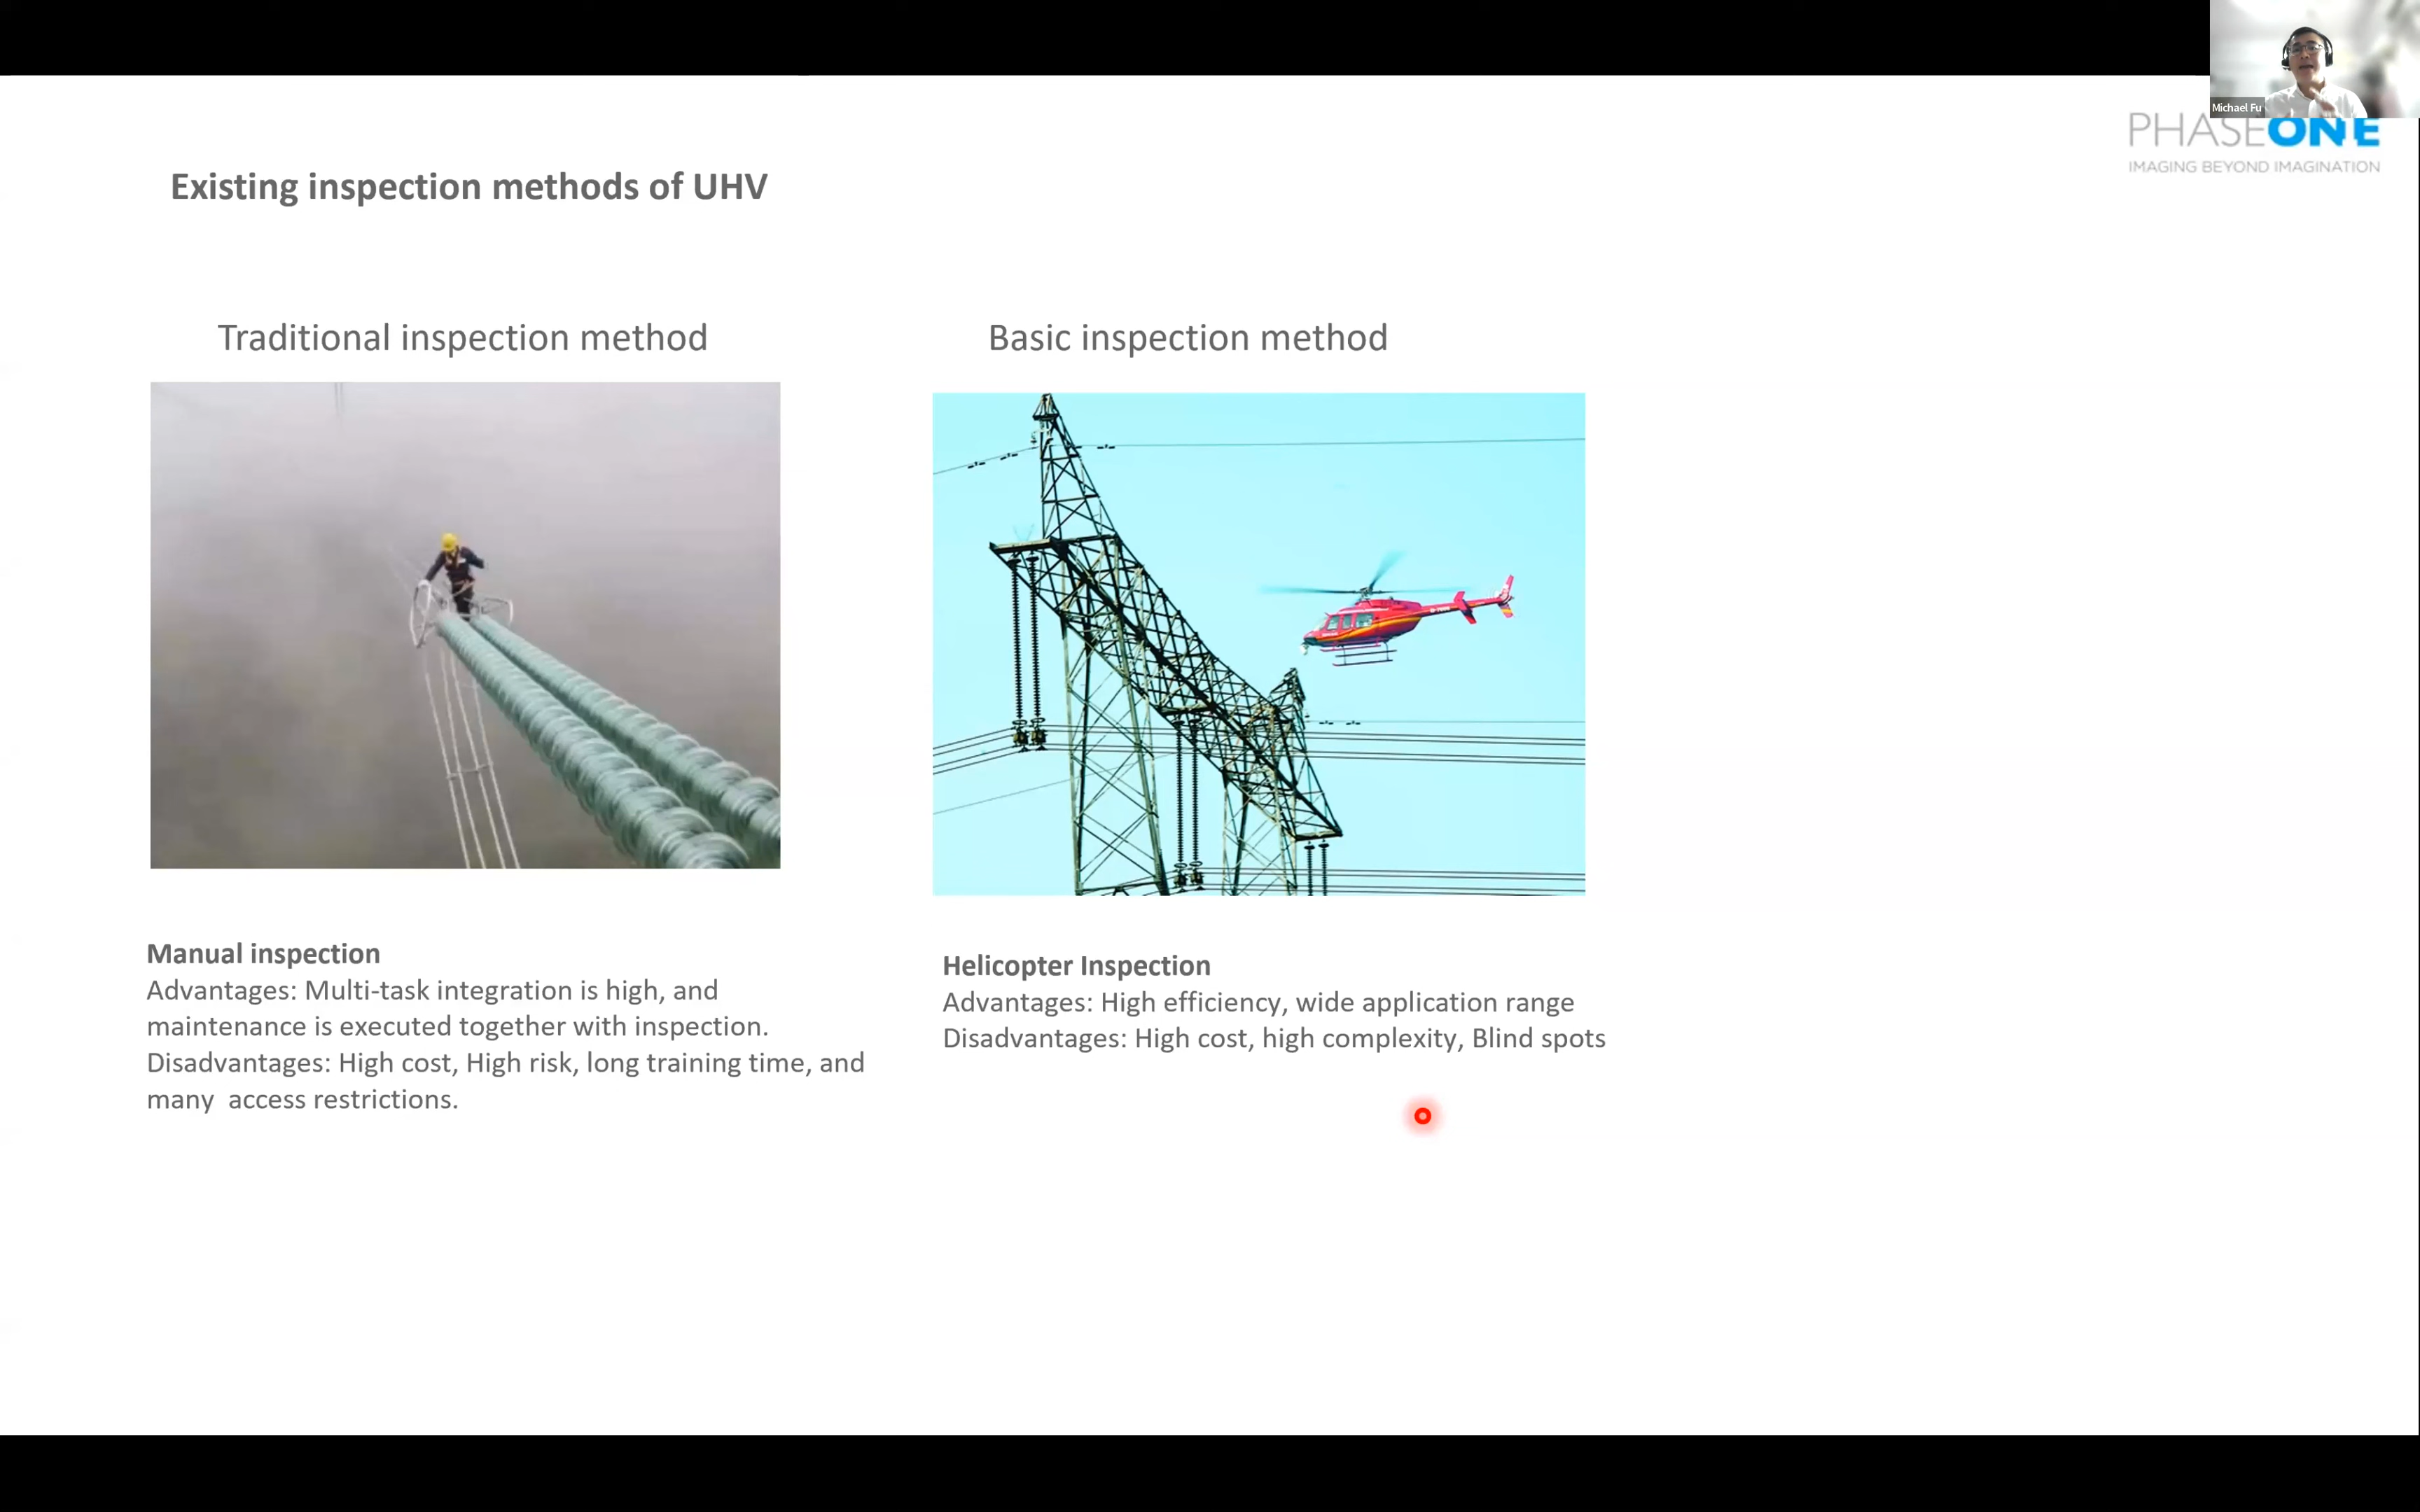 Michael Fu
PHASEONE
IMAGING BEYOND IMAGINATION
Existing inspection methods of UHV
Traditional inspection method
Manual inspection
Advantages: Multi-task integration is high, and
maintenance is executed together with inspection.
Disadvantages: High cost, High risk, long training time, and
many  access restrictions.
Basic inspection method
Helicopter Inspection
Advantages: High efficiency, wide application range
Disadvantages: High cost, high complexity, Blind spots